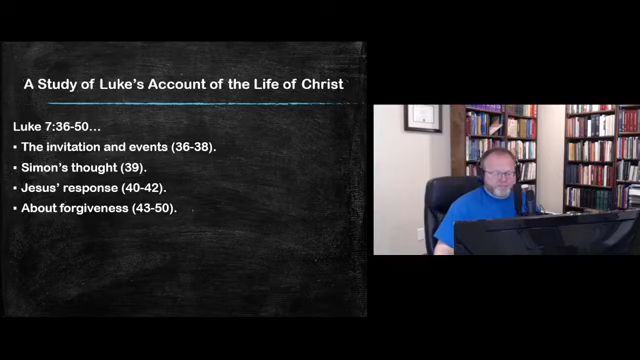 A Study of Luke's Account of the Life of Christ
Luke 7:36-50…
▪ The invitation and events (36-38).
▪ Simon's thought (39).
▪ Jesus' response (40-42).
▪ About forgiveness (43-50).